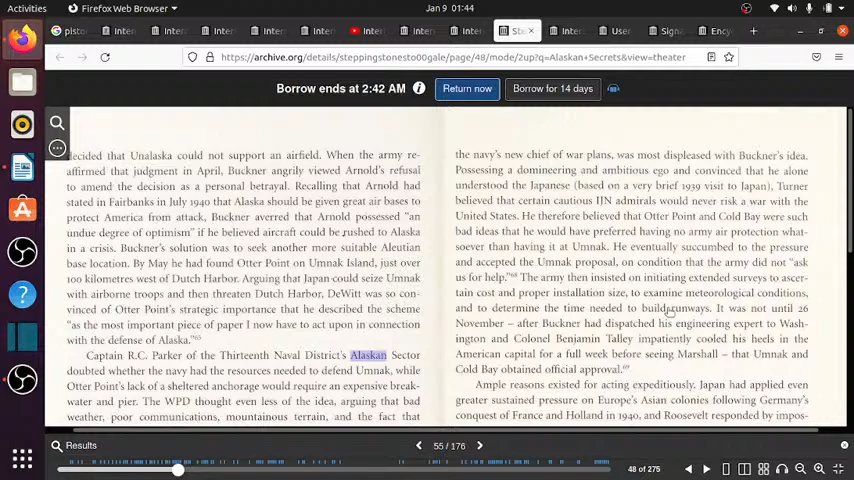 Activities
Firefox Web Browser
Jan 9 01:44
pisto
Inter
Inter
Inter
Inter
Inter
Inter
Ste
Inter
User
Signa
Ency
https://archive.org/details/steppingstonesto00gale/page/48/mode/2up?q=Alaskan+Secrets&view=theater
Borrow ends at 2:42 AM
Return now
Borrow for 14 days
decided that Unalaska could not support an airfield. When the army re-
affirmed that judgment in April, Buckner angrily viewed Arnold's refusal
to amend the decision as a personal betrayal. Recalling that Arnold had
stated in Fairbanks in July 1940 that Alaska should be given great air bases to
protect America from attack, Buckner averred that Arnold possessed "an
undue degree of optimism" if he believed aircraft could be rushed to Alaska
in a crisis. Buckner's solution was to seek another more suitable Aleutian
base location. By May he had found Otter Point on Umnak Island, just over
100 kilometres west of Dutch Harbor. Arguing that Japan could seize Umnak
with airborne troops and then threaten Dutch Harbor, DeWitt was so con-
vinced of Otter Point's strategic importance that he described the scheme
"as the most important piece of paper I now have to act upon in connection
with the defense of Alaska."65
Captain R.C. Parker of the Thirteenth Naval District's Alaskan Sector
doubted whether the navy had the resources needed to defend Umnak, while
Otter Point's lack of a sheltered anchorage would require an expensive break-
water and pier. The WPD thought even less of the idea, arguing that bad
weather, poor communications, mountainous terrain, and the fact that
the navy's new chief of war plans, was most displeased with Buckner's idea.
Possessing a domineering and ambitious ego and convinced that he alone
understood the Japanese (based on a very brief 1939 visit to Japan), Turner
believed that certain cautious IJN admirals would never risk a war with the
United States. He therefore believed that Otter Point and Cold Bay were such
bad ideas that he would have preferred having no army air protection what-
soever than having it at Umnak. He eventually succumbed to the pressure
and accepted the Umnak proposal, on condition that the army did not "ask
us for help."68 The army then insisted on initiating extended surveys to ascer-
tain cost and proper installation size, to examine meteorological conditions,
and to determine the time needed to build runways. It was not until 26
November – after Buckner had dispatched his engineering expert to Wash-
ington and Colonel Benjamin Talley impatiently cooled his heels in the
American capital for a full week before seeing Marshall – that Umnak and
Cold Bay obtained official approval.69
Ample reasons existed for acting expeditiously. Japan had applied even
greater sustained pressure on Europe's Asian colonies following Germany's
conquest of France and Holland in 1940, and Roosevelt responded by impos-
Results
55 / 176
48 of 275